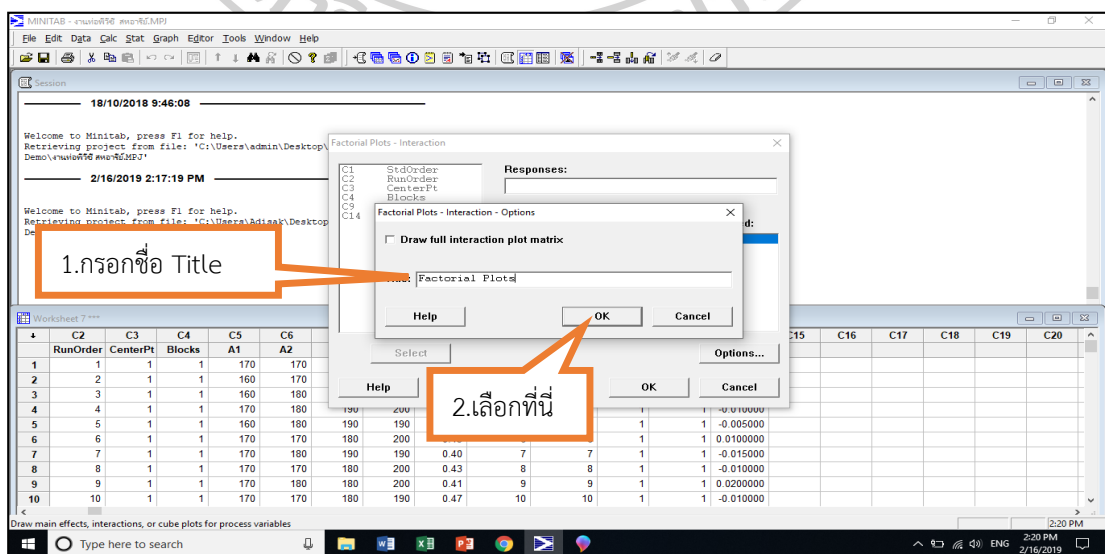 MINITAB - งานท่อพีวีซี สหอาชีม.MPJ
File Edit Data Calc Stat Graph Editor Tools Window Help
Session
18/10/2018 9:46:08
Welcome to Minitab, press F1 for help.
Retrieving project from file: 'C:\Users\admin\Desktop\
Demo\งานท่อพีวีซี สหอาชีม.MPJ'
2/16/2019 2:17:19 PM
Welcome to Minitab, press F1 for help.
Retrieving project from file: 'C:\Users\Adisak\Desktop
Factorial Plots - Interaction
C1 StdOrder
C2 RunOrder
C3 CenterPt
C4 Blocks
C9
C14
Responses:
d:
Factorial Plots - Interaction - Options
Draw full interaction plot matrix
Factorial Plots
Help OK Cancel
Select Options...
Help OK Cancel
1.กรอกชื่อ Title
2.เลือกที่นี่
Worksheet 7 ***
C2 C3 C4 C5 C6 C15 C16 C17 C18 C19 C20
RunOrder CenterPt Blocks A1 A2
1 1 1 1 170 170
2 2 1 1 160 170
3 3 1 1 160 180
4 4 1 1 170 180 190 200 1 1 -0.010000
5 5 1 1 160 180 190 190 1 1 -0.005000
6 6 1 1 170 170 180 200 1 1 0.0100000
7 7 1 1 170 180 190 190 0.40 7 7 1 1 -0.015000
8 8 1 1 170 170 180 200 0.43 8 8 1 1 -0.010000
9 9 1 1 170 180 180 200 0.41 9 9 1 1 0.0200000
10 10 1 1 170 170 180 190 0.47 10 10 1 1 -0.010000
Draw main effects, interactions, or cube plots for process variables 2:20 PM
Type here to search ENG 2:20 PM
2/16/2019